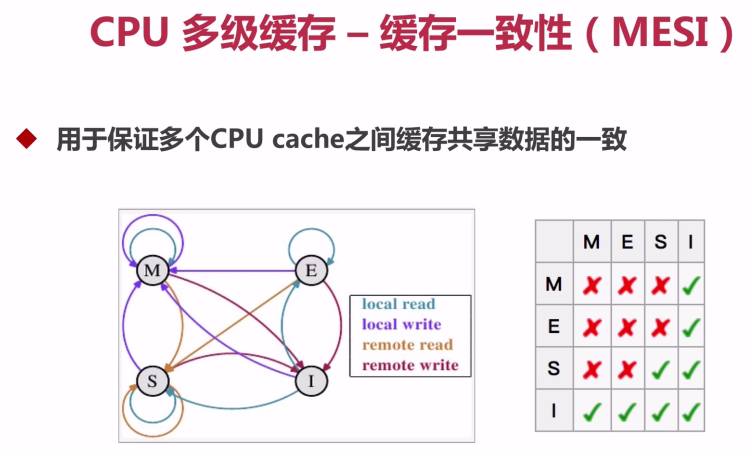 CPU 多级缓存 – 缓存一致性（MESI）
用于保证多个CPU cache之间缓存共享数据的一致
M E
local read
local write
remote read
remote write
S I
M E S I
M ✘ ✘ ✘ ✓
E ✘ ✘ ✘ ✓
S ✘ ✘ ✓ ✓
I ✓ ✓ ✓ ✓